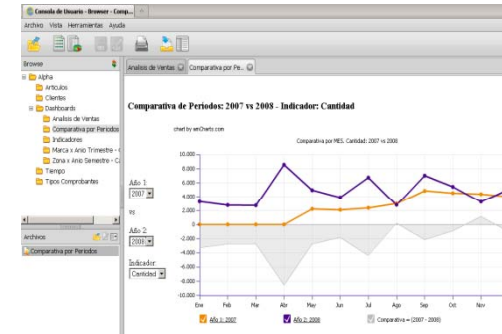 Consola de Usuario - Browser - Comp...
Archivo Vista Herramientas Ayuda
Browser
Analisis de Ventas
Comparativa por Pe..
Alpha
Articulos
Clientes
Dashboards
Analisis de Ventas
Comparativa por Periodos
Indicadores
Marca x Anio Trimestre - 
Zona x Anio Semestre - C
Tiempo
Tipos Comprobantes
Archivos
Comparativa por Periodos
Comparativa de Periodos: 2007 vs 2008 - Indicador: Cantidad
chart by amCharts.com
Comparativa por MES. Cantidad: 2007 vs 2008
Año 1:
2007
vs
Año 2:
2008
Indicador:
Cantidad
10.000
8.000
6.000
4.000
2.000
0
-2.000
-4.000
-6.000
-8.000
-10.000
Ene Feb Mar Abr May Jun Jul Ago Sep Oct Nov
Año 1: 2007 Año 2: 2008 Comparativa = (2007 - 2008)